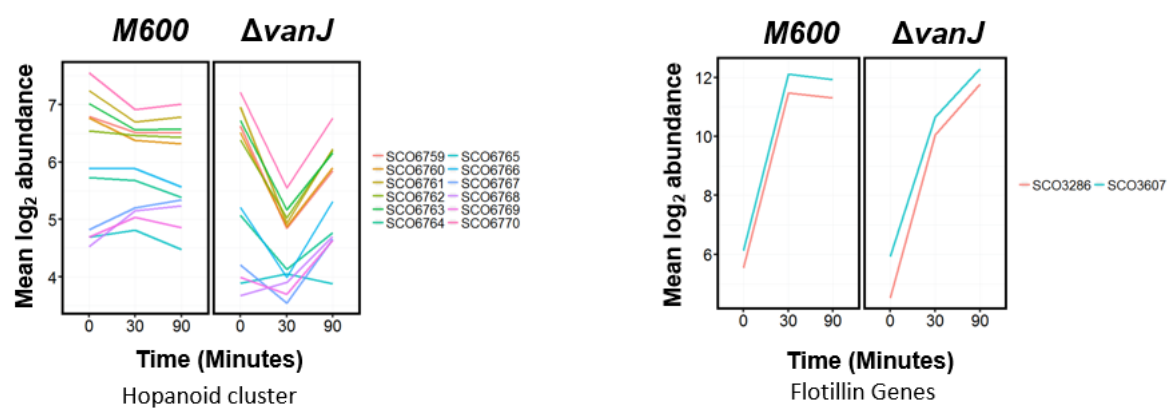 M600 ΔvanJ
Mean log2 abundance
7
6
5
4
0 30 90 0 30 90
Time (Minutes)
Hopanoid cluster
SCO6759 SCO6765
SCO6760 SCO6766
SCO6761 SCO6767
SCO6762 SCO6768
SCO6763 SCO6769
SCO6764 SCO6770
M600 ΔvanJ
Mean log2 abundance
12
10
8
6
0 30 90 0 30 90
Time (Minutes)
Flotillin Genes
SCO3286 SCO3607